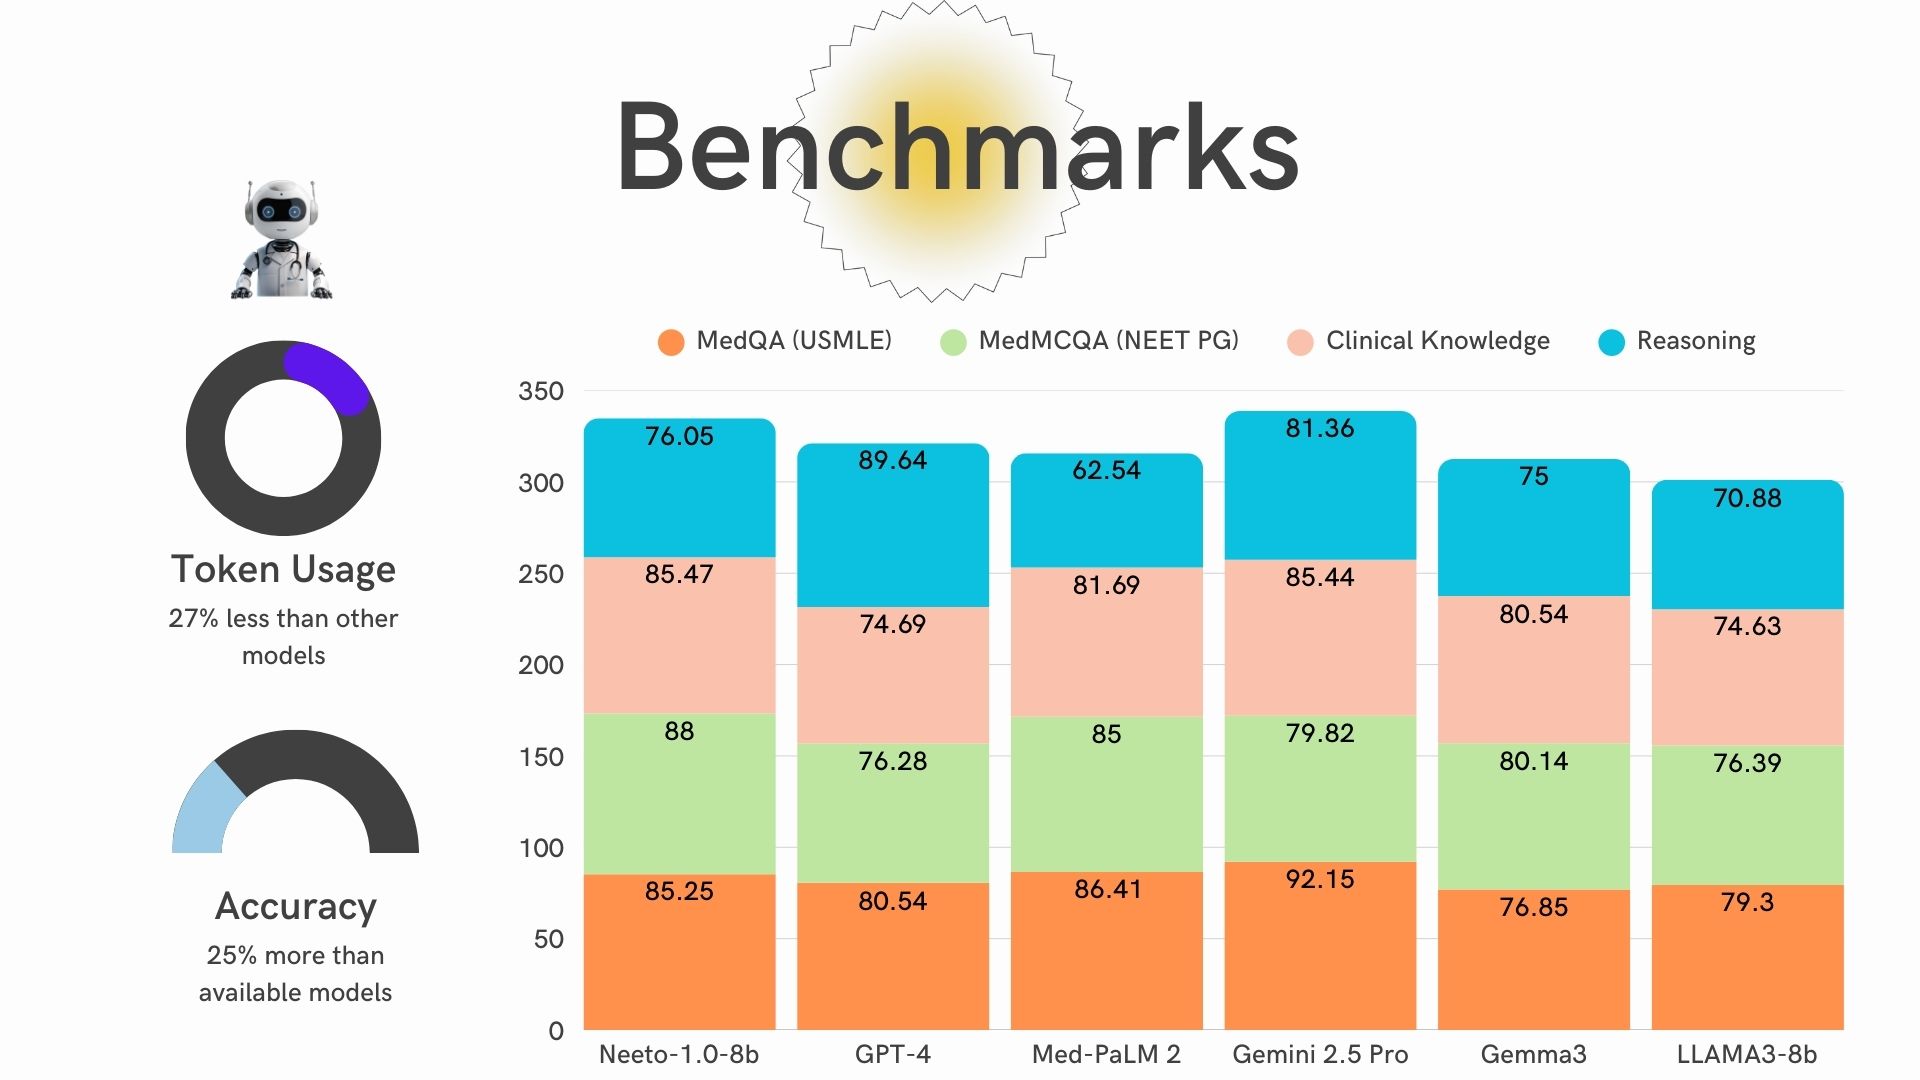 Benchmarks
Token Usage
27% less than other
models
Accuracy
25% more than
available models
MedQA (USMLE) MedMCQA (NEET PG) Clinical Knowledge Reasoning
350
300
250
200
150
100
50
0
76.05 89.64 62.54 81.36 75 70.88
85.47 74.69 81.69 85.44 80.54 74.63
88 76.28 85 79.82 80.14 76.39
85.25 80.54 86.41 92.15 76.85 79.3
Neeto-1.0-8b GPT-4 Med-PaLM 2 Gemini 2.5 Pro Gemma3 LLAMA3-8b